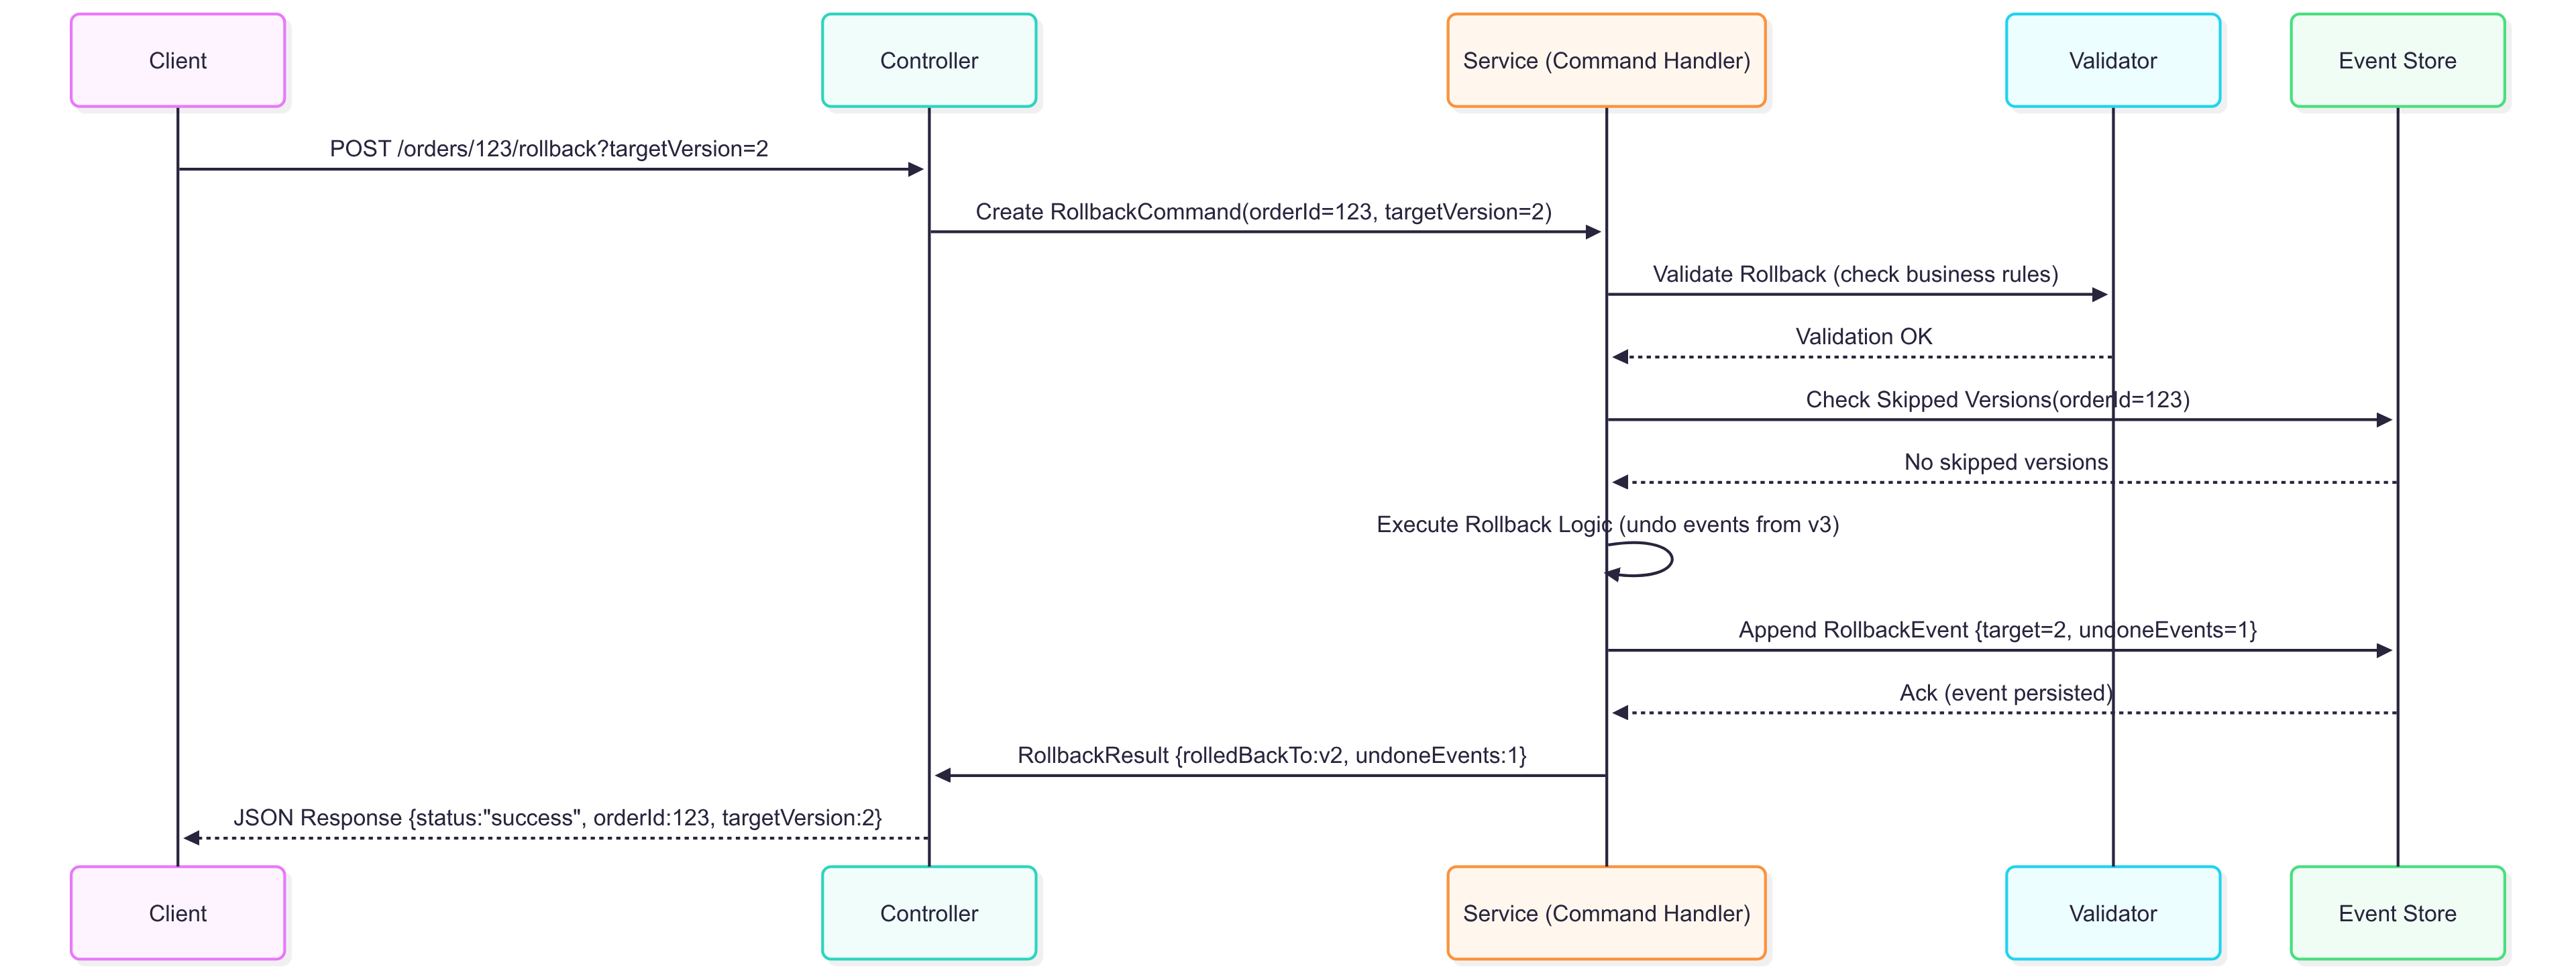 Client
Controller
Service (Command Handler)
Validator
Event Store
POST /orders/123/rollback?targetVersion=2
Create RollbackCommand(orderId=123, targetVersion=2)
Validate Rollback (check business rules)
Validation OK
Check Skipped Versions(orderId=123)
No skipped versions
Execute Rollback Logic (undo events from v3)
Append RollbackEvent {target=2, undoneEvents=1}
Ack (event persisted)
RollbackResult {rolledBackTo:v2, undoneEvents:1}
JSON Response {status:"success", orderId:123, targetVersion:2}
Client
Controller
Service (Command Handler)
Validator
Event Store